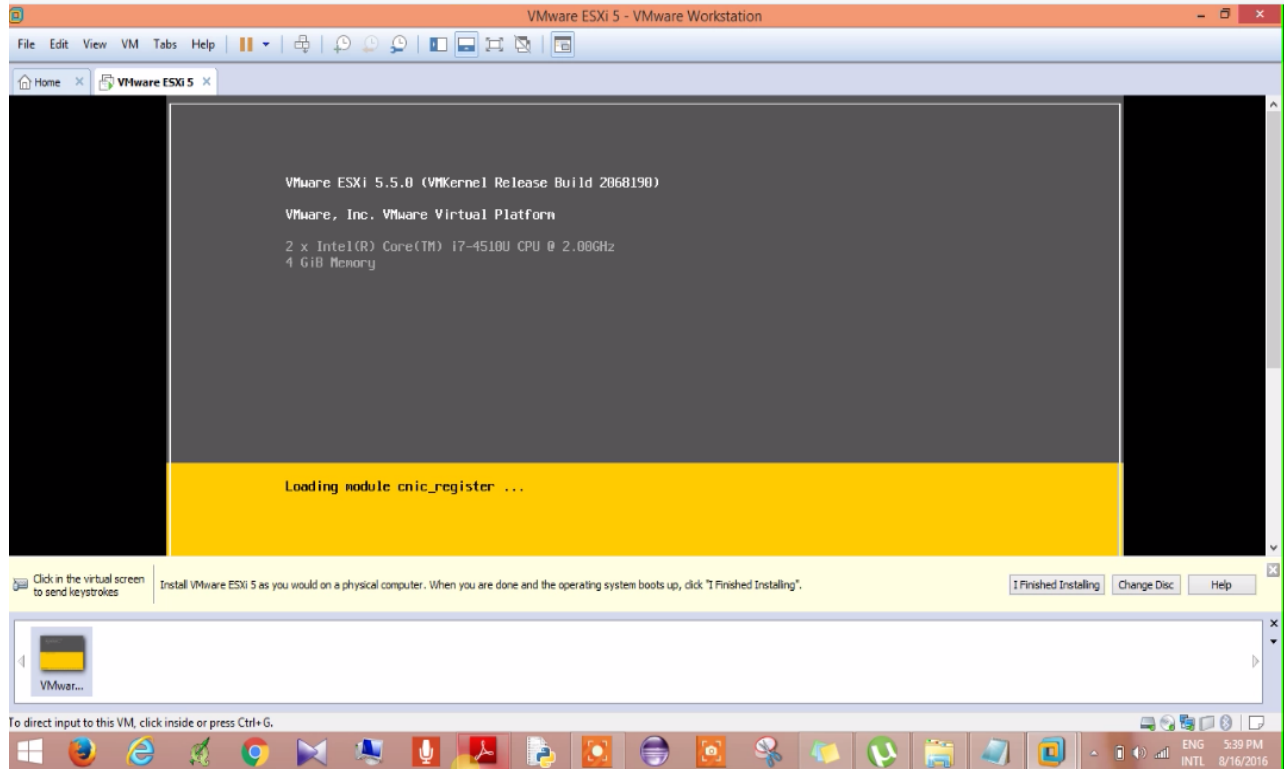 VMware ESXi 5 - VMware Workstation
File Edit View VM Tabs Help
Home
VMware ESXi 5
VMware ESXi 5.5.0 (VMKernel Release Build 2068190)
VMware, Inc. VMware Virtual Platform
2 x Intel(R) Core(TM) i7-4510U CPU @ 2.00GHz
4 GiB Memory
Loading module cnic_register ...
Click in the virtual screen
to send keystrokes
Install VMware ESXi 5 as you would on a physical computer. When you are done and the operating system boots up, click "I Finished Installing".
I Finished Installing
Change Disc
Help
VMwar...
To direct input to this VM, click inside or press Ctrl+G.
ENG 5:39 PM
INTL 8/16/2016